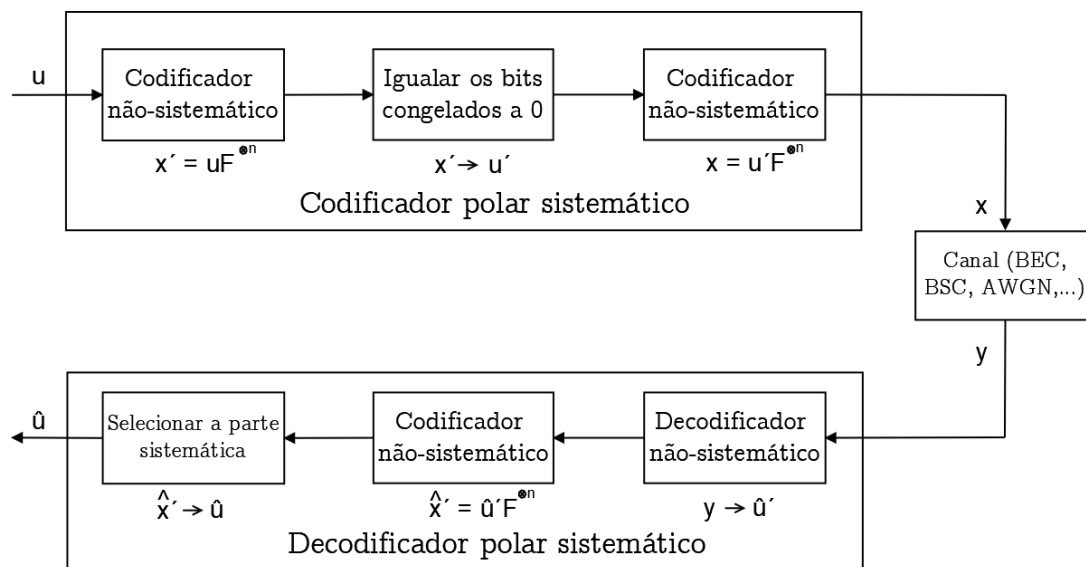 u
Codificador
não-sistemático
x´ = uF^⊗n
Igualar os bits
congelados a 0
x´→ u´
Codificador
não-sistemático
x = u´F^⊗n
Codificador polar sistemático
x
Canal (BEC,
BSC, AWGN,...)
y
û
Selecionar a parte
sistemática
x̂´→ û
Codificador
não-sistemático
x̂´ = û´F^⊗n
Decodificador
não-sistemático
y → û´
Decodificador polar sistemático